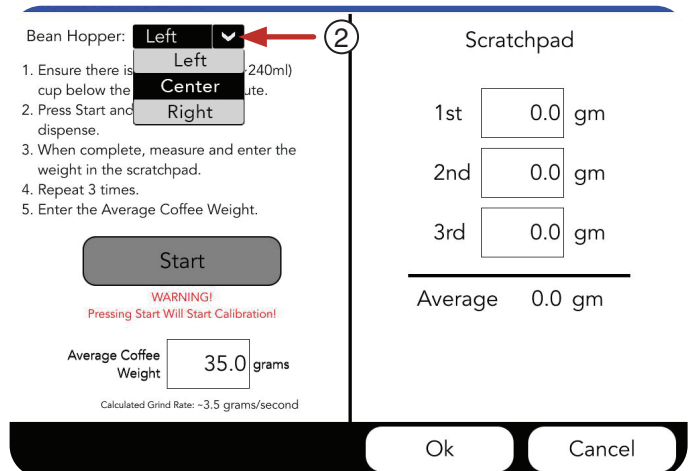 Bean Hopper: Left
2
Left
Center
Right
1. Ensure there is 240ml)
cup below the ute.
2. Press Start and
dispense.
3. When complete, measure and enter the
weight in the scratchpad.
4. Repeat 3 times.
5. Enter the Average Coffee Weight.
Start
WARNING!
Pressing Start Will Start Calibration!
Average Coffee
Weight
35.0 grams
Calculated Grind Rate: ~3.5 grams/second
Scratchpad
1st 0.0 gm
2nd 0.0 gm
3rd 0.0 gm
Average 0.0 gm
Ok
Cancel